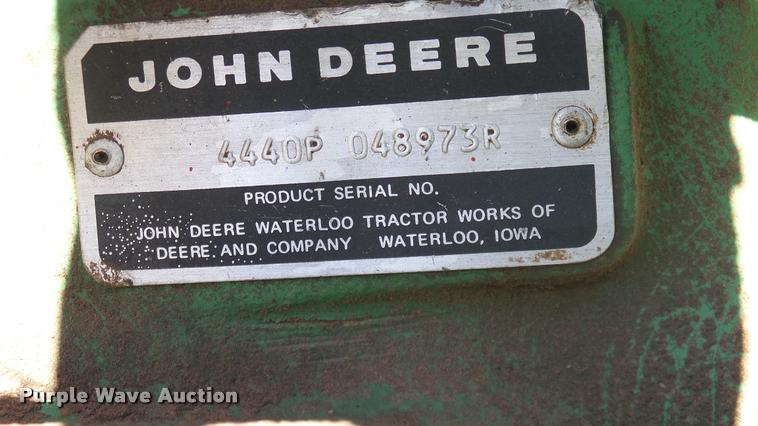 JOHN DEERE
4440P 048973R
PRODUCT SERIAL NO.
JOHN DEERE WATERLOO TRACTOR WORKS OF
DEERE AND COMPANY WATERLOO, IOWA
Purple Wave Auction